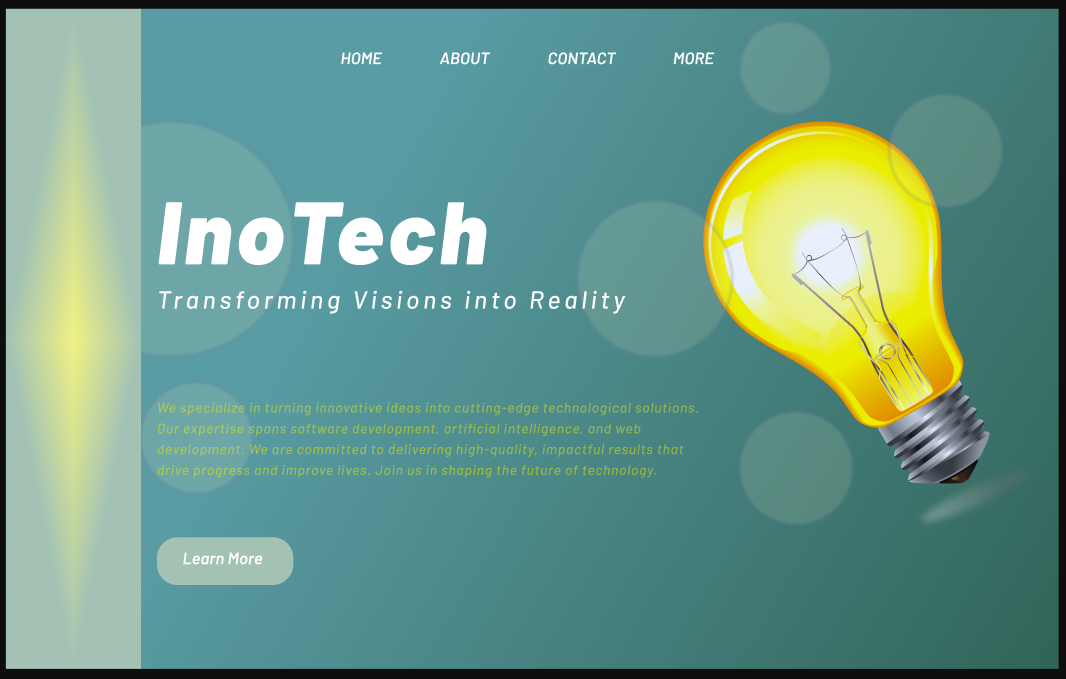 HOME ABOUT CONTACT MORE
InoTech
Transforming Visions into Reality
We specialize in turning innovative ideas into cutting-edge technological solutions.
Our expertise spans software development, artificial intelligence, and web
development. We are committed to delivering high-quality, impactful results that
drive progress and improve lives. Join us in shaping the future of technology.
Learn More